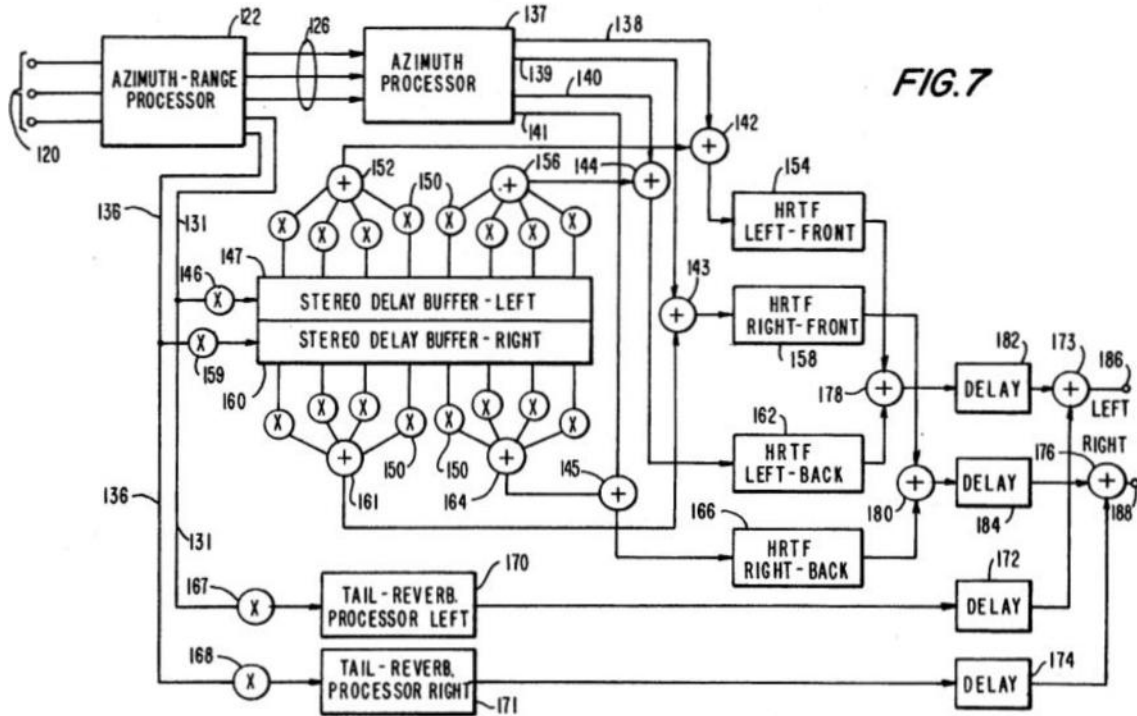 122
126
137
138
AZIMUTH-RANGE
PROCESSOR
AZIMUTH
PROCESSOR
139
140
141
FIG.7
120
142
152
150
156
144
154
HRTF
LEFT-FRONT
136
131
147
146
STEREO DELAY BUFFER-LEFT
143
HRTF
RIGHT-FRONT
158
STEREO DELAY BUFFER-RIGHT
159
160
182
173
186
178
DELAY
LEFT
162
HRTF
LEFT-BACK
176
RIGHT
150
150
145
161
164
180
DELAY
184
188
136
166
HRTF
RIGHT-BACK
131
167
170
TAIL-REVERB.
PROCESSOR LEFT
172
DELAY
168
TAIL-REVERB.
PROCESSOR RIGHT
171
174
DELAY